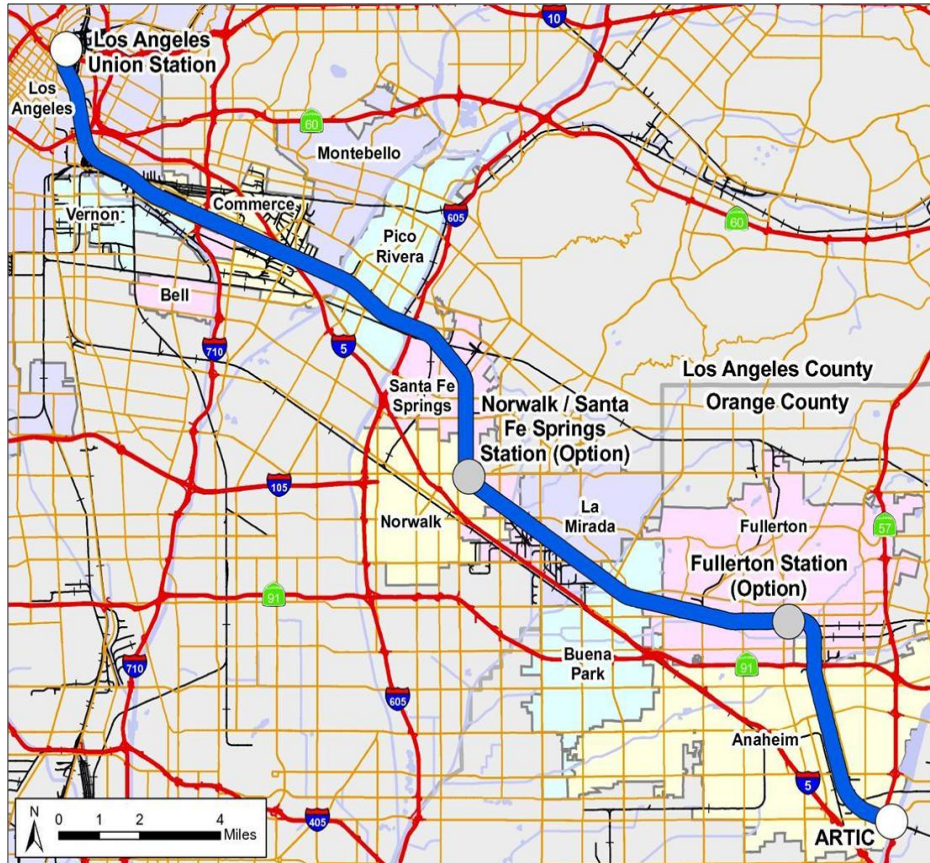 10
Los Angeles
Union Station
Los
Angeles
60
Montebello
Vernon
Commerce
605
60
Pico
Rivera
Bell
710
5
Los Angeles County
Orange County
Santa Fe
Springs
Norwalk / Santa
Fe Springs
Station (Option)
105
La
Mirada
Norwalk
Fullerton
57
Fullerton Station
(Option)
91
710
Buena
Park
91
605
Anaheim
5
N
0 1 2 4
Miles
405
ARTIC